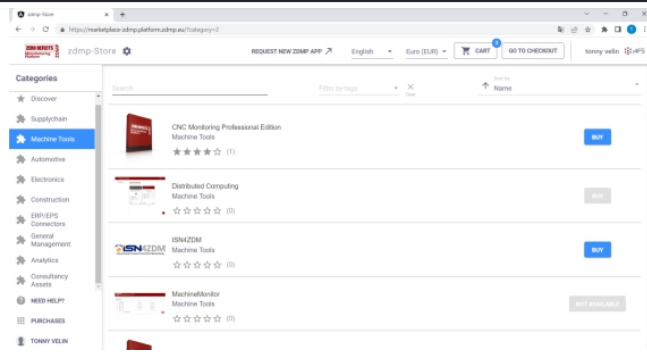 zdmp-Store
https://marketplace-zdmp.platform.zdmp.eu/?category=2
zdmp-Store
REQUEST NEW ZDMP APP
English
Euro (EUR)
CART
GO TO CHECKOUT
tonny velin
Categories
Search
Filter by tags
Clear
Sort by
Name
Discover
Supplychain
Machine Tools
Automotive
Electronics
Construction
ERP/EPS
Connectors
General
Management
Analytics
Consultancy
Assets
NEED HELP?
PURCHASES
TONNY VELIN
CNC Monitoring Professional Edition
Machine Tools
(1)
BUY
Distributed Computing
Machine Tools
(0)
BUY
ISN4ZDM
ISN4ZDM
Machine Tools
(0)
BUY
MachineMonitor
Machine Tools
(0)
NOT AVAILABLE